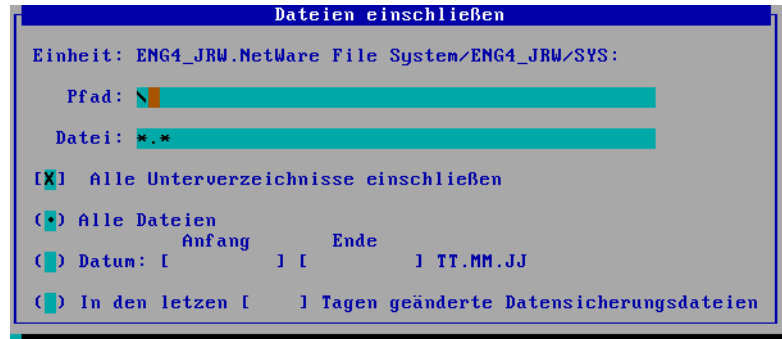 Dateien einschließen
Einheit: ENG4_JRW.NetWare File System/ENG4_JRW/SYS:
Pfad: \
Datei: *.*
[X] Alle Unterverzeichnisse einschließen
(•) Alle Dateien
Anfang Ende
( ) Datum: [ ] [ ] TT.MM.JJ
( ) In den letzen [ ] Tagen geänderte Datensicherungsdateien